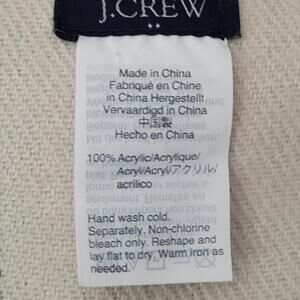 J.CREW
Made in China
Fabriqué en Chine
in China Hergestellt
Vervaardigd in China
中国製
Hecho en China
100% Acrylic/Acrylique/
Acryl/Acryl/アクリル/
acrilico
Hand wash cold.
Separately. Non-chlorine
bleach only. Reshape and
lay flat to dry. Warm iron as
needed.